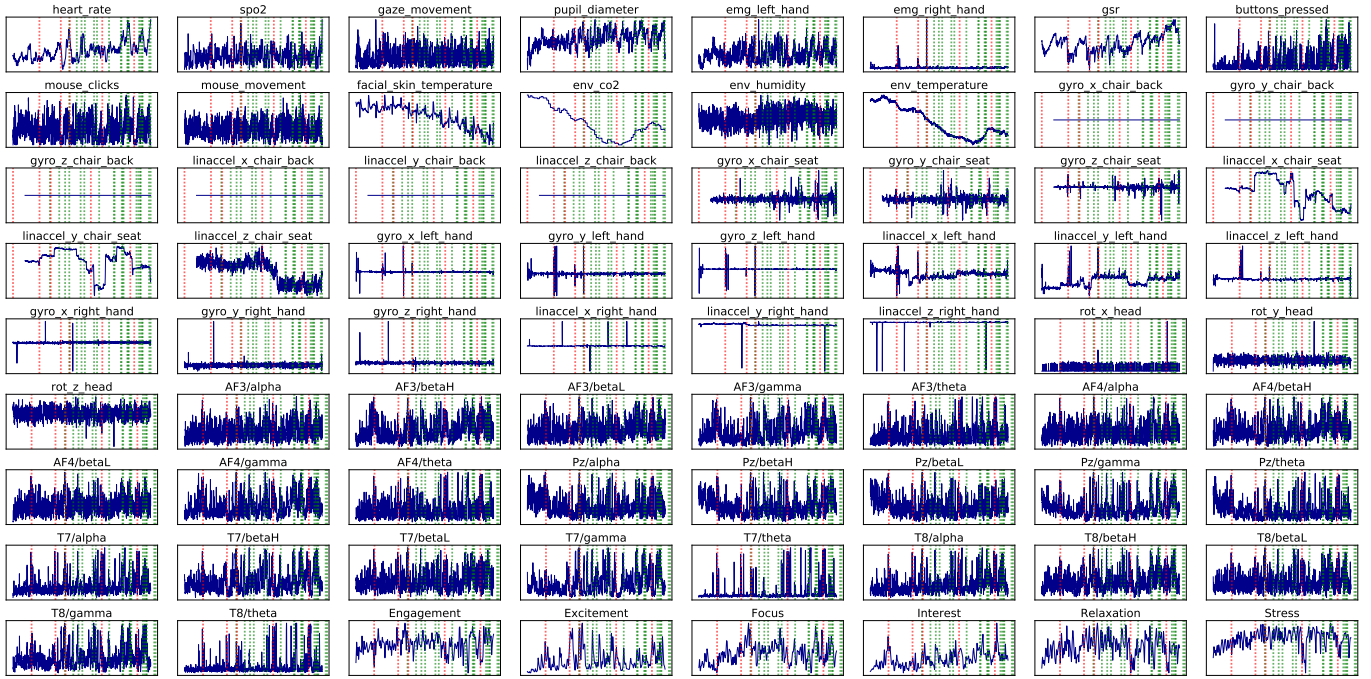 heart_rate spo2 gaze_movement pupil_diameter emg_left_hand emg_right_hand gsr buttons_pressed
mouse_clicks mouse_movement facial_skin_temperature env_co2 env_humidity env_temperature gyro_x_chair_back gyro_y_chair_back
gyro_z_chair_back linaccel_x_chair_back linaccel_y_chair_back linaccel_z_chair_back gyro_x_chair_seat gyro_y_chair_seat gyro_z_chair_seat linaccel_x_chair_seat
linaccel_y_chair_seat linaccel_z_chair_seat gyro_x_left_hand gyro_y_left_hand gyro_z_left_hand linaccel_x_left_hand linaccel_y_left_hand linaccel_z_left_hand
gyro_x_right_hand gyro_y_right_hand gyro_z_right_hand linaccel_x_right_hand linaccel_y_right_hand linaccel_z_right_hand rot_x_head rot_y_head
rot_z_head AF3/alpha AF3/betaH AF3/betaL AF3/gamma AF3/theta AF4/alpha AF4/betaH
AF4/betaL AF4/gamma AF4/theta Pz/alpha Pz/betaH Pz/betaL Pz/gamma Pz/theta
T7/alpha T7/betaH T7/betaL T7/gamma T7/theta T8/alpha T8/betaH T8/betaL
T8/gamma T8/theta Engagement Excitement Focus Interest Relaxation Stress